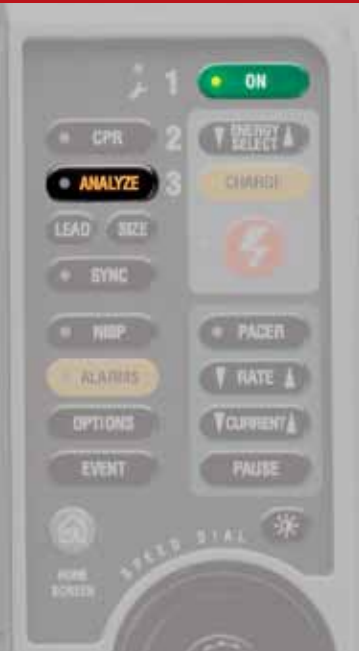 1 ON
CPR 2 ENERGY SELECT
ANALYZE 3 CHARGE
LEAD SIZE
SYNC
NIBP PACER
ALARMS RATE
OPTIONS CURRENT
EVENT PAUSE
HOME SCREEN
SPEED DIAL